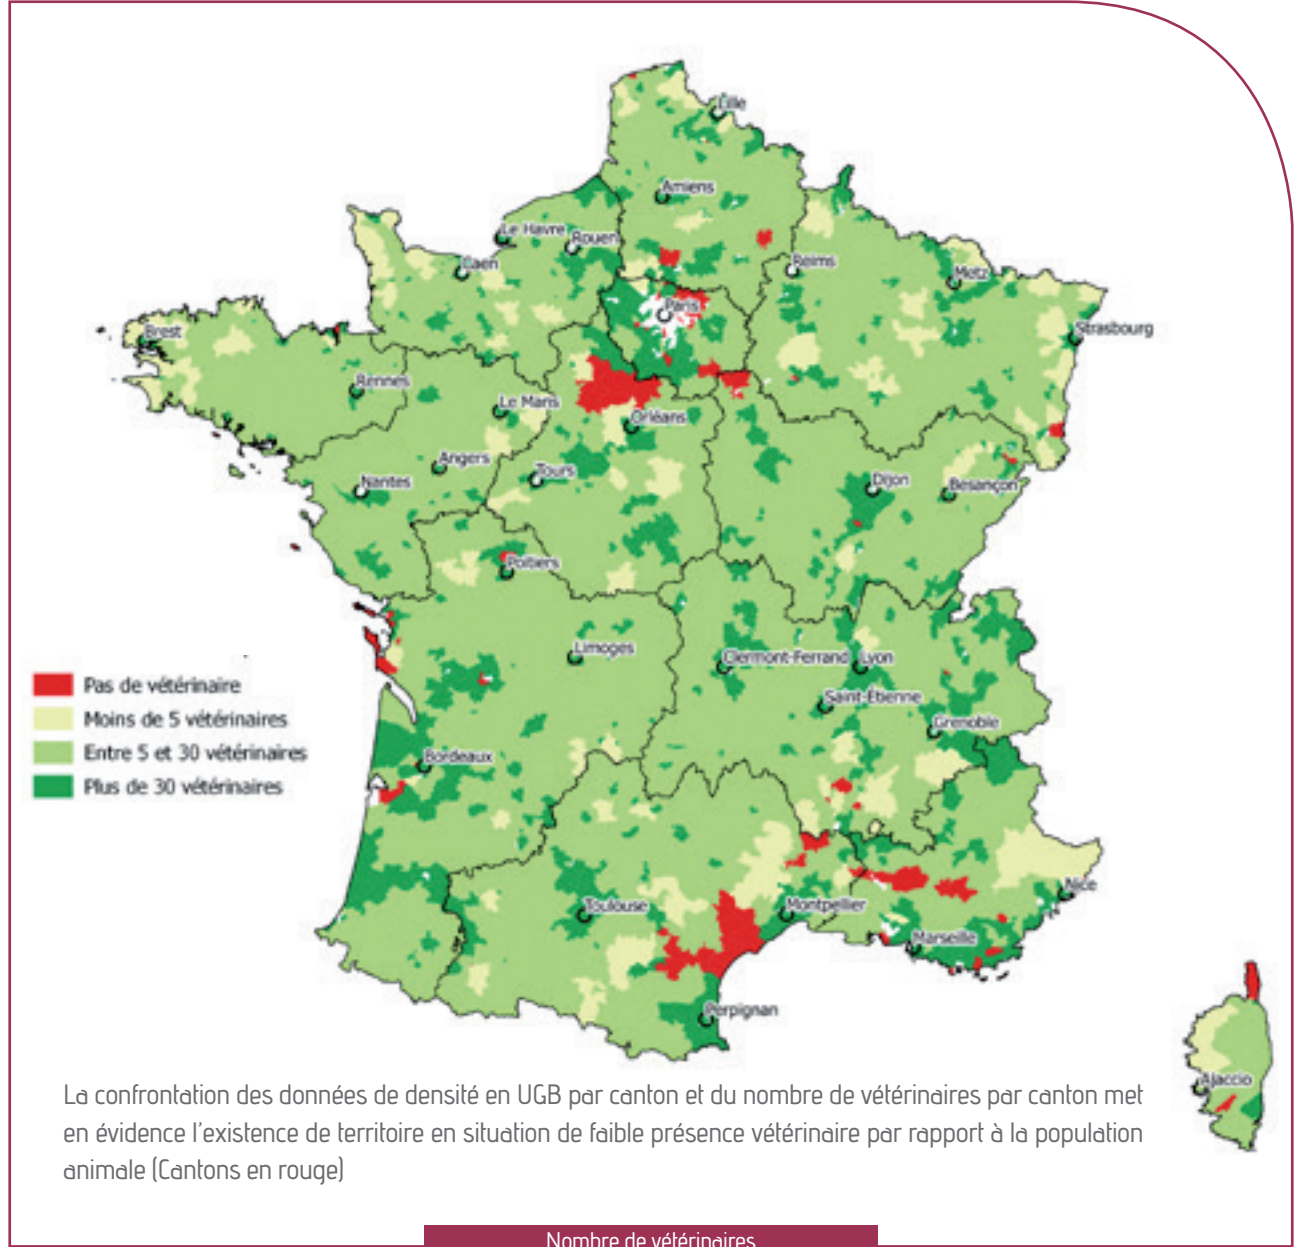 Lille
Amiens
Le Havre
Rouen
Caen
Reims
Metz
Paris
Strasbourg
Brest
Rennes
Le Mans
Orléans
Angers
Tours
Nantes
Dijon
Besançon
Poitiers
Limoges
Clermont-Ferrand
Lyon
Saint-Étienne
Grenoble
Bordeaux
Pas de vétérinaire
Moins de 5 vétérinaires
Entre 5 et 30 vétérinaires
Plus de 30 vétérinaires
Toulouse
Montpellier
Nice
Marseille
Perpignan
Ajaccio
La confrontation des données de densité en UGB par canton et du nombre de vétérinaires par canton met
en évidence l'existence de territoire en situation de faible présence vétérinaire par rapport à la population
animale (Cantons en rouge)
Nombre de vétérinaires